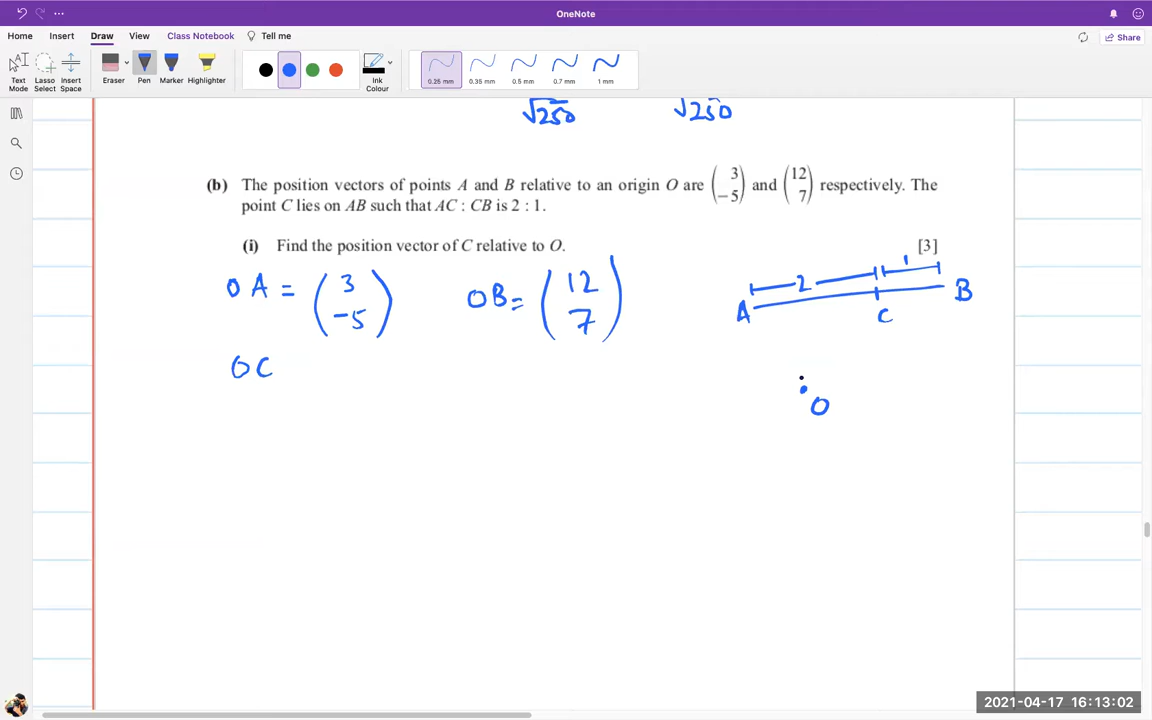 OneNote
Home Insert Draw View Class Notebook Tell me
Share
Text Mode
Lasso Select
Insert Space
Eraser
Pen
Marker
Highlighter
Ink Colour
0.25 mm
0.35 mm
0.5 mm
0.7 mm
1 mm
√250 √250
(b) The position vectors of points A and B relative to an origin O are (3 −5) and (12 7) respectively. The
point C lies on AB such that AC : CB is 2 : 1.
(i) Find the position vector of C relative to O. [3]
OA = (3 −5) OB = (12 7)
2 1
A C B
OC
O
2021-04-17 16:13:02